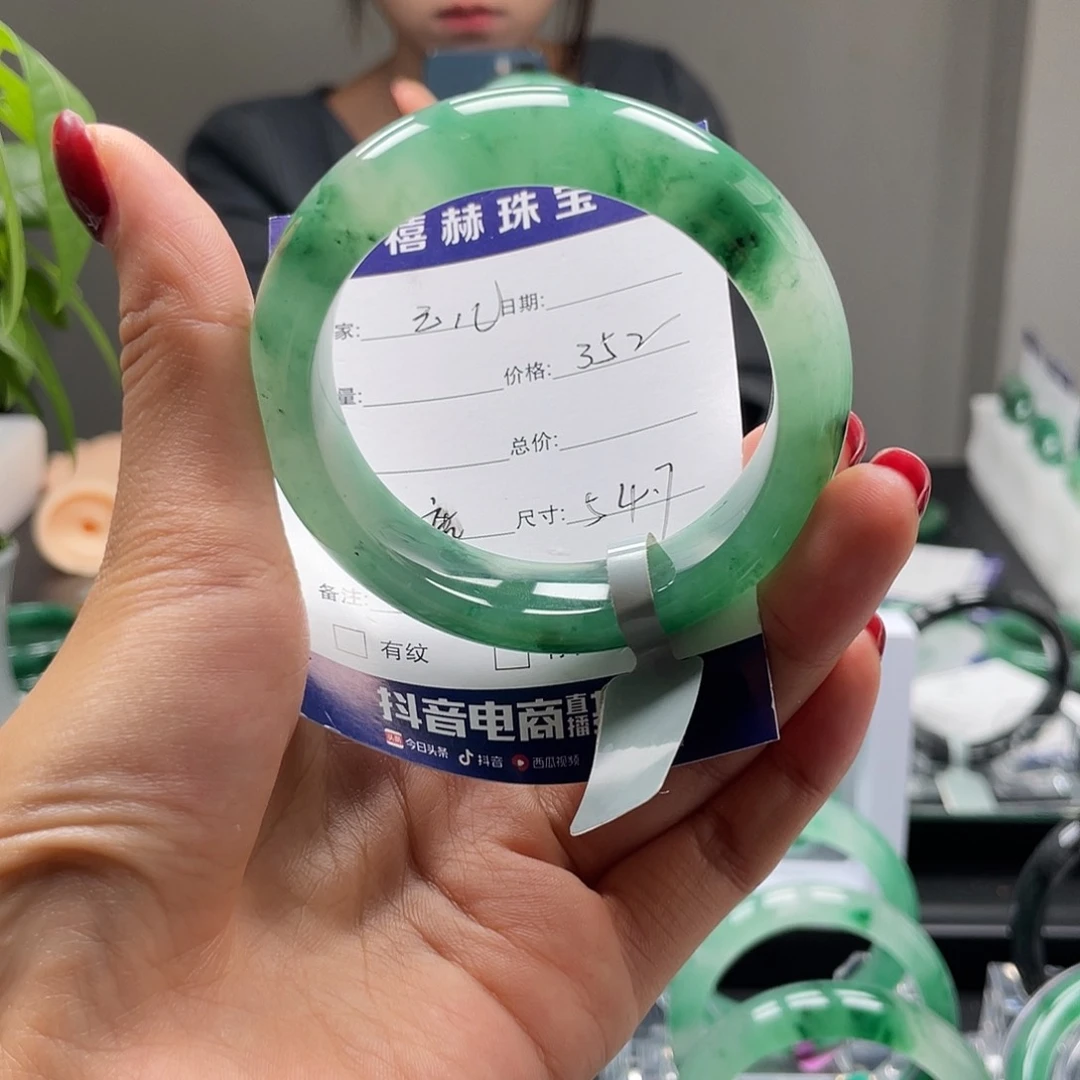 禧赫珠宝
家: 日期:
量: 价格: 352
总价:
尺寸: 54.7
备注:
有纹
抖音电商直播
今日头条 抖音 西瓜视频